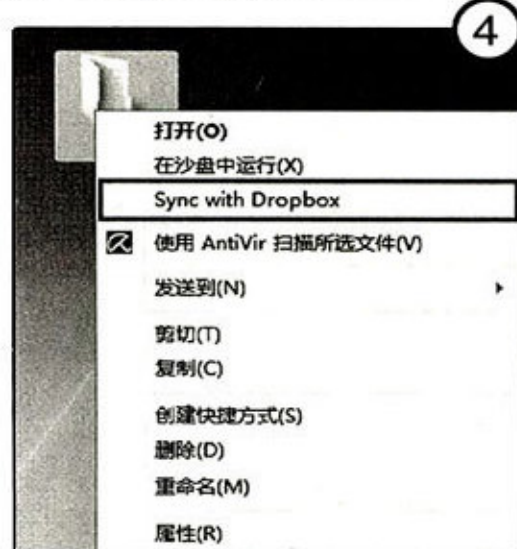 4
打开(O)
在沙盘中运行(X)
Sync with Dropbox
使用 AntiVir 扫描所选文件(V)
发送到(N)
剪切(T)
复制(C)
创建快捷方式(S)
删除(D)
重命名(M)
属性(R)